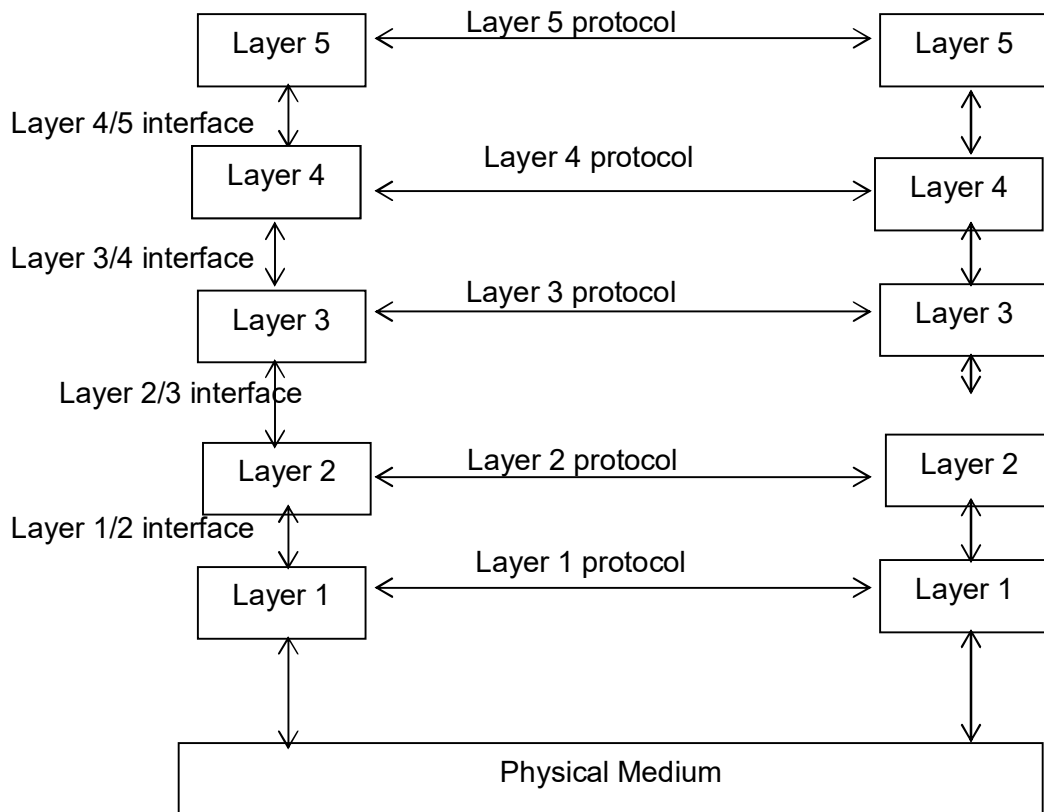 Layer 5
Layer 5 protocol
Layer 5
Layer 4/5 interface
Layer 4
Layer 4 protocol
Layer 4
Layer 3/4 interface
Layer 3
Layer 3 protocol
Layer 3
Layer 2/3 interface
Layer 2
Layer 2 protocol
Layer 2
Layer 1/2 interface
Layer 1
Layer 1 protocol
Layer 1
Physical Medium